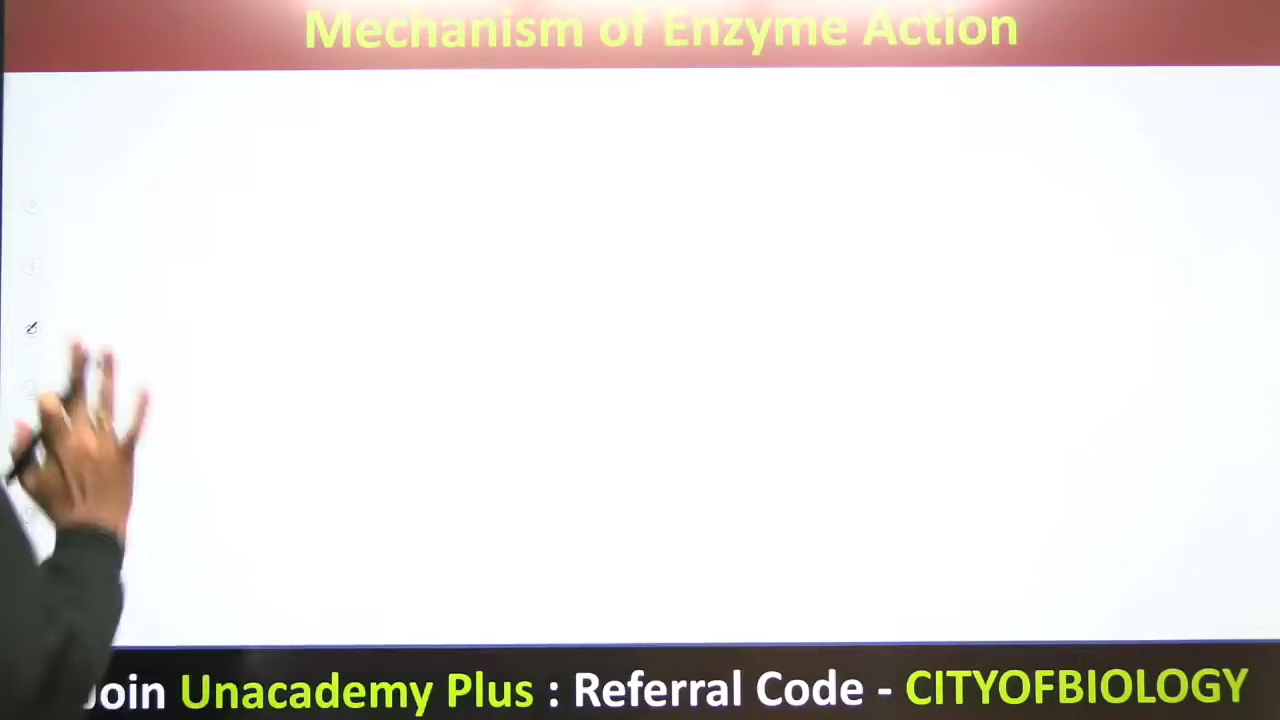 Mechanism of Enzyme Action
Join Unacademy Plus : Referral Code - CITYOFBIOLOGY